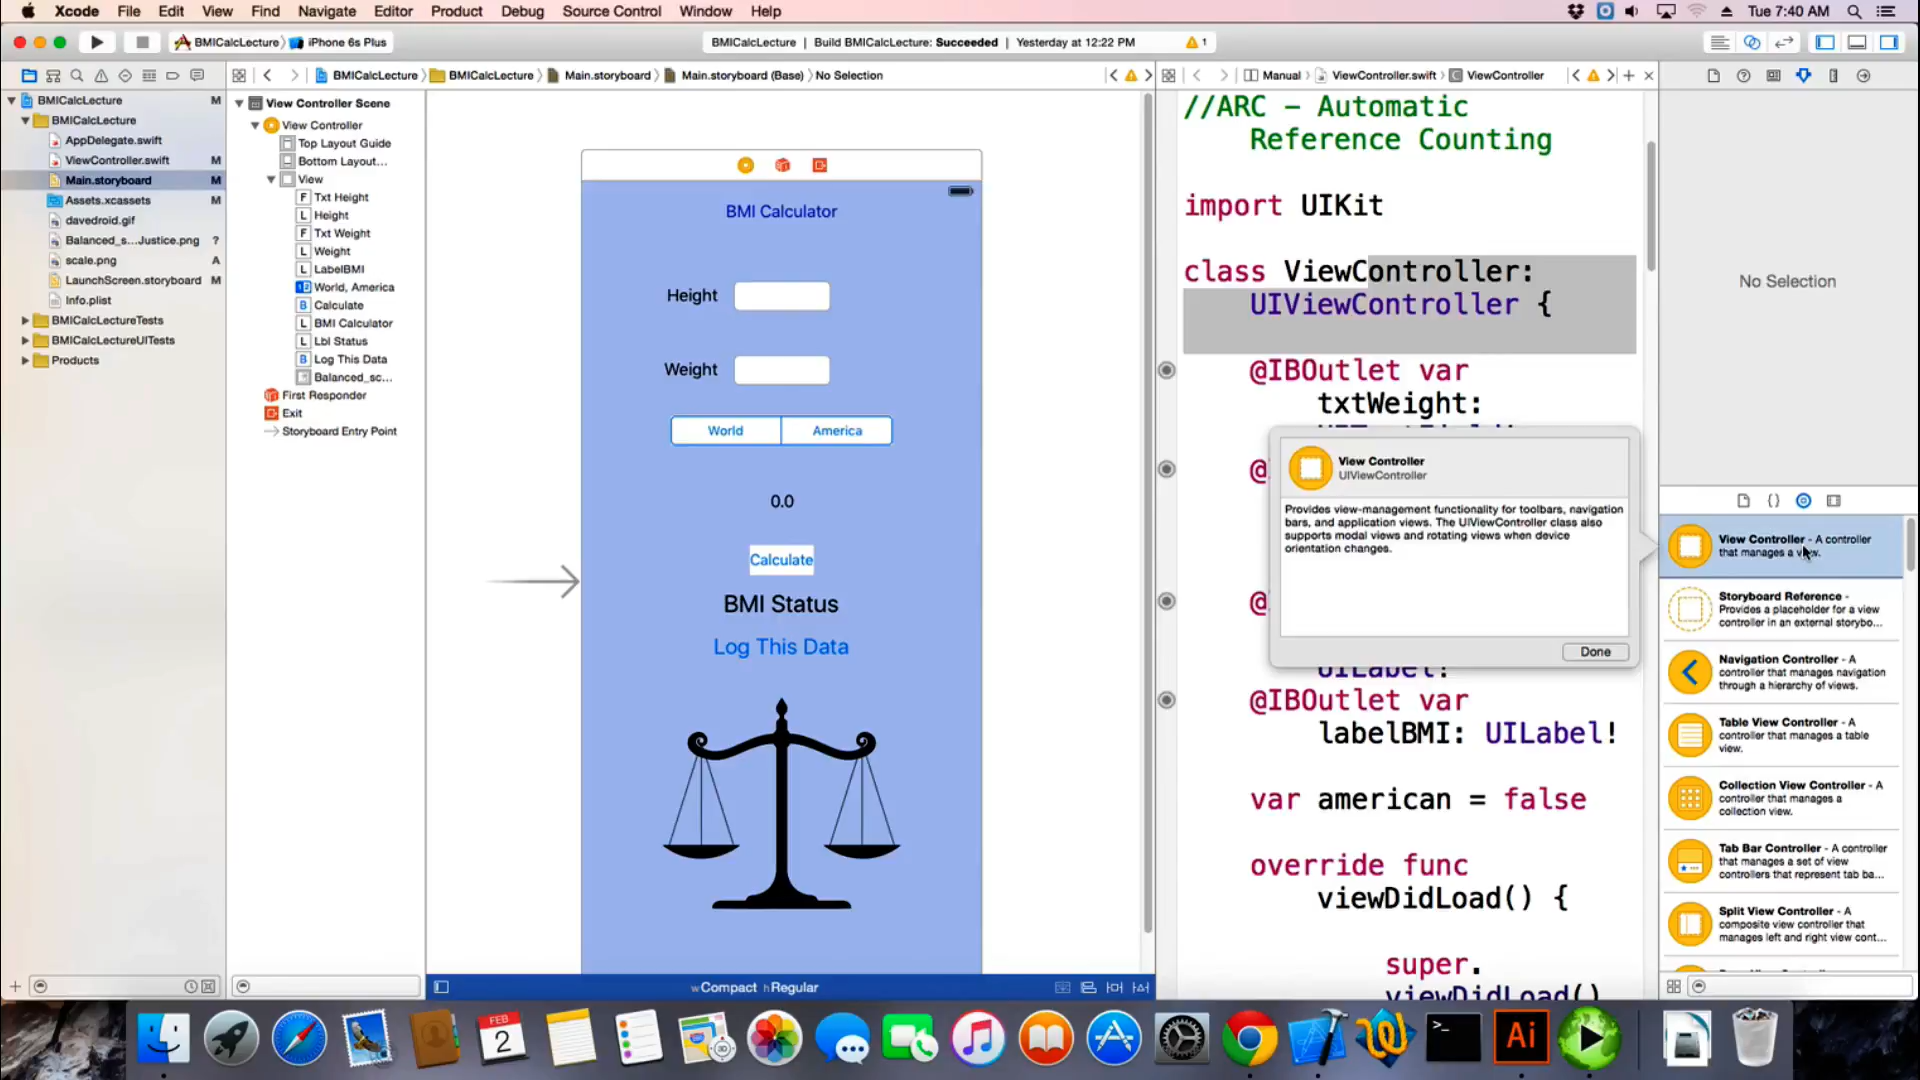 Xcode File Edit View Find Navigate Editor Product Debug Source Control Window Help
Tue 7:40 AM
BMICalcLecture iPhone 6s Plus
BMICalcLecture | Build BMICalcLecture: Succeeded | Yesterday at 12:22 PM 1
BMICalcLecture BMICalcLecture Main.storyboard Main.storyboard (Base) No Selection
Manual ViewController.swift ViewController
BMICalcLecture M
BMICalcLecture
AppDelegate.swift
ViewController.swift M
Main.storyboard M
Assets.xcassets M
davedroid.gif
Balanced_s...Justice.png ?
scale.png A
LaunchScreen.storyboard M
Info.plist
BMICalcLectureTests
BMICalcLectureUITests
Products
View Controller Scene
View Controller
Top Layout Guide
Bottom Layout...
View
F Txt Height
L Height
F Txt Weight
L Weight
L LabelBMI
World, America
B Calculate
L BMI Calculator
L Lbl Status
B Log This Data
Balanced_sc...
First Responder
Exit
Storyboard Entry Point
BMI Calculator
Height
Weight
World America
0.0
Calculate
BMI Status
Log This Data
wCompact hRegular
//ARC - Automatic
Reference Counting
import UIKit
class ViewController:
UIViewController {
@IBOutlet var
txtWeight:
@
@
UILabel!
@IBOutlet var
labelBMI: UILabel!
var american = false
override func
viewDidLoad() {
super.
viewDidLoad()
View Controller
UIViewController
Provides view-management functionality for toolbars, navigation
bars, and application views. The UIViewController class also
supports modal views and rotating views when device
orientation changes.
Done
No Selection
View Controller - A controller
that manages a view.
Storyboard Reference -
Provides a placeholder for a view
controller in an external storybo...
Navigation Controller - A
controller that manages navigation
through a hierarchy of views.
Table View Controller - A
controller that manages a table
view.
Collection View Controller - A
controller that manages a
collection view.
Tab Bar Controller - A controller
that manages a set of view
controllers that represent tab ba...
Split View Controller - A
composite view controller that
manages left and right view cont...
FEB
2
Ai